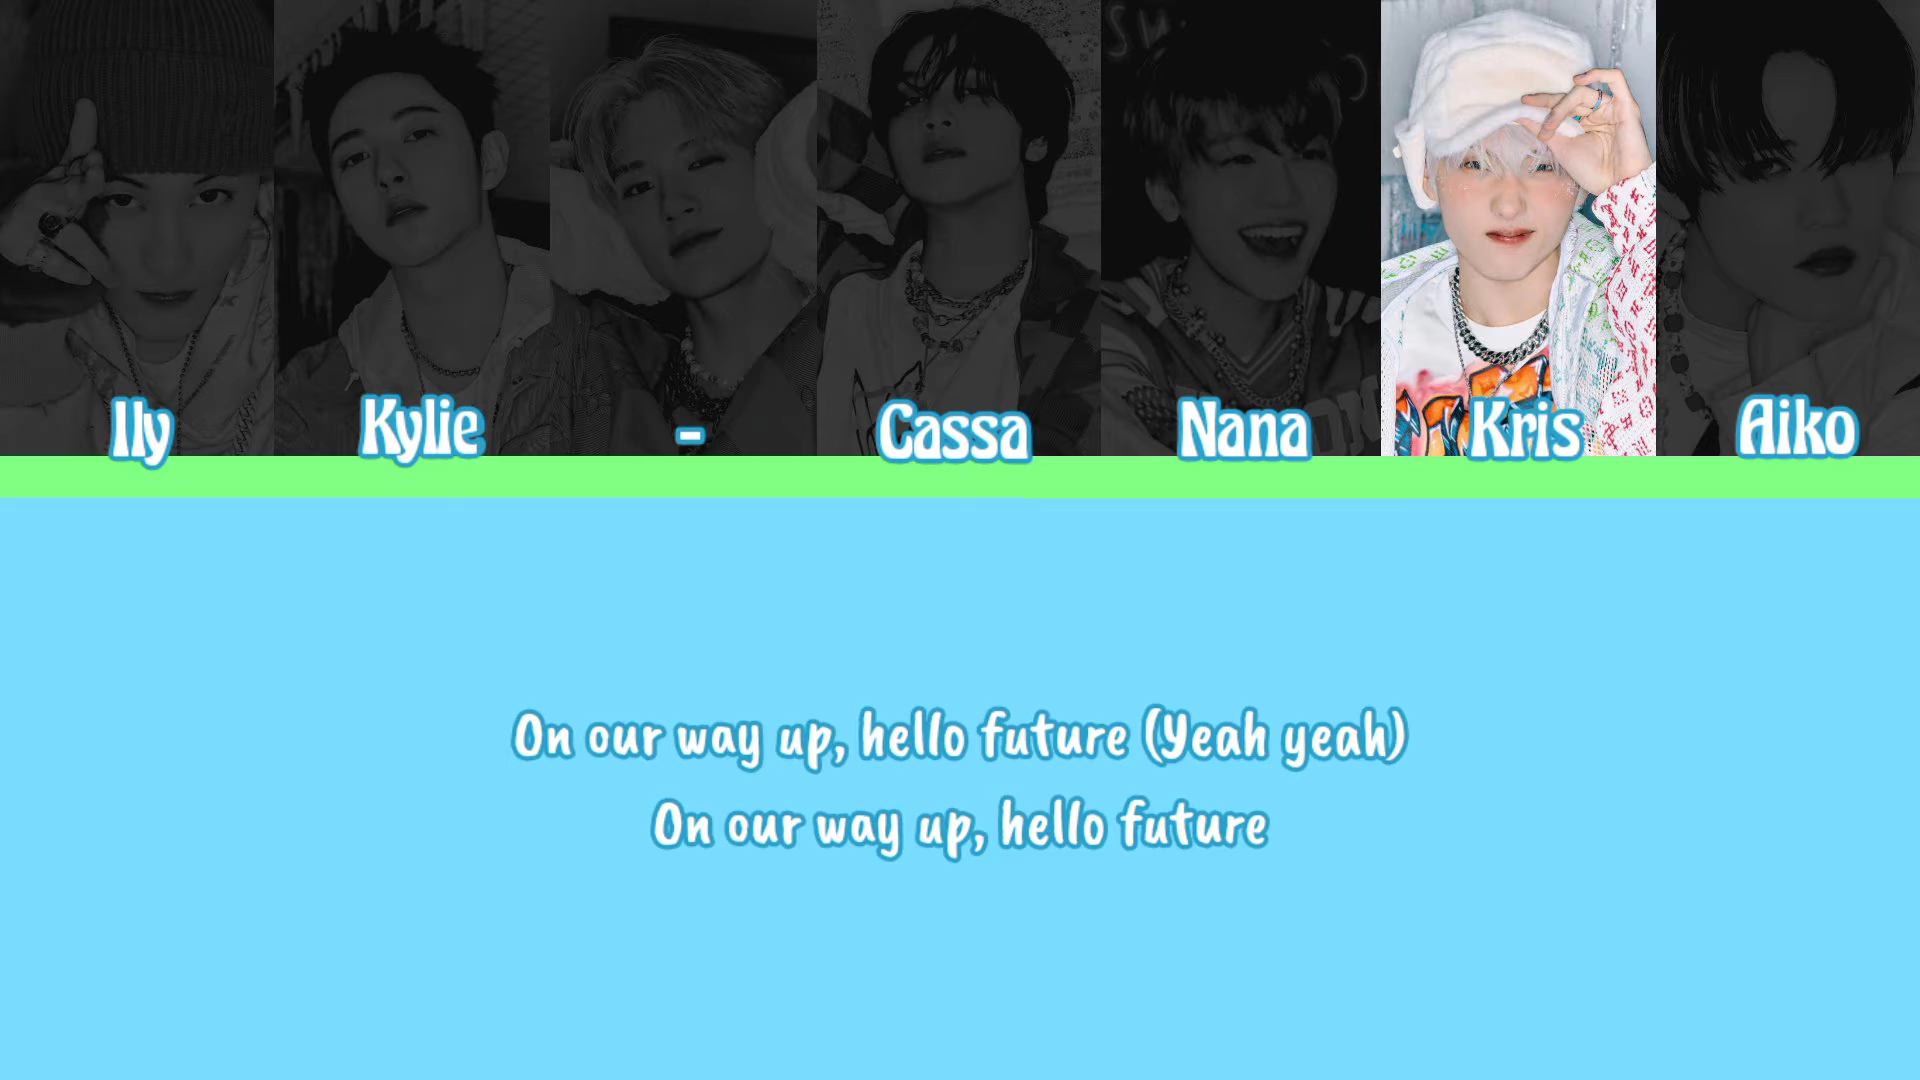 Ily Kylie - Cassa Nana Kris Aiko
On our way up, hello future (Yeah yeah)
On our way up, hello future